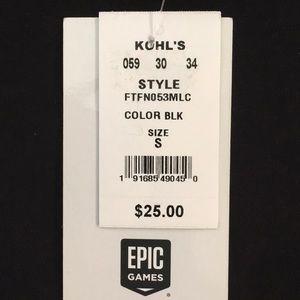 KOHL'S
059 30 34
STYLE
FTFN053MLC
COLOR BLK
SIZE
S
1 91685 49045 0
$25.00
EPIC
GAMES
®